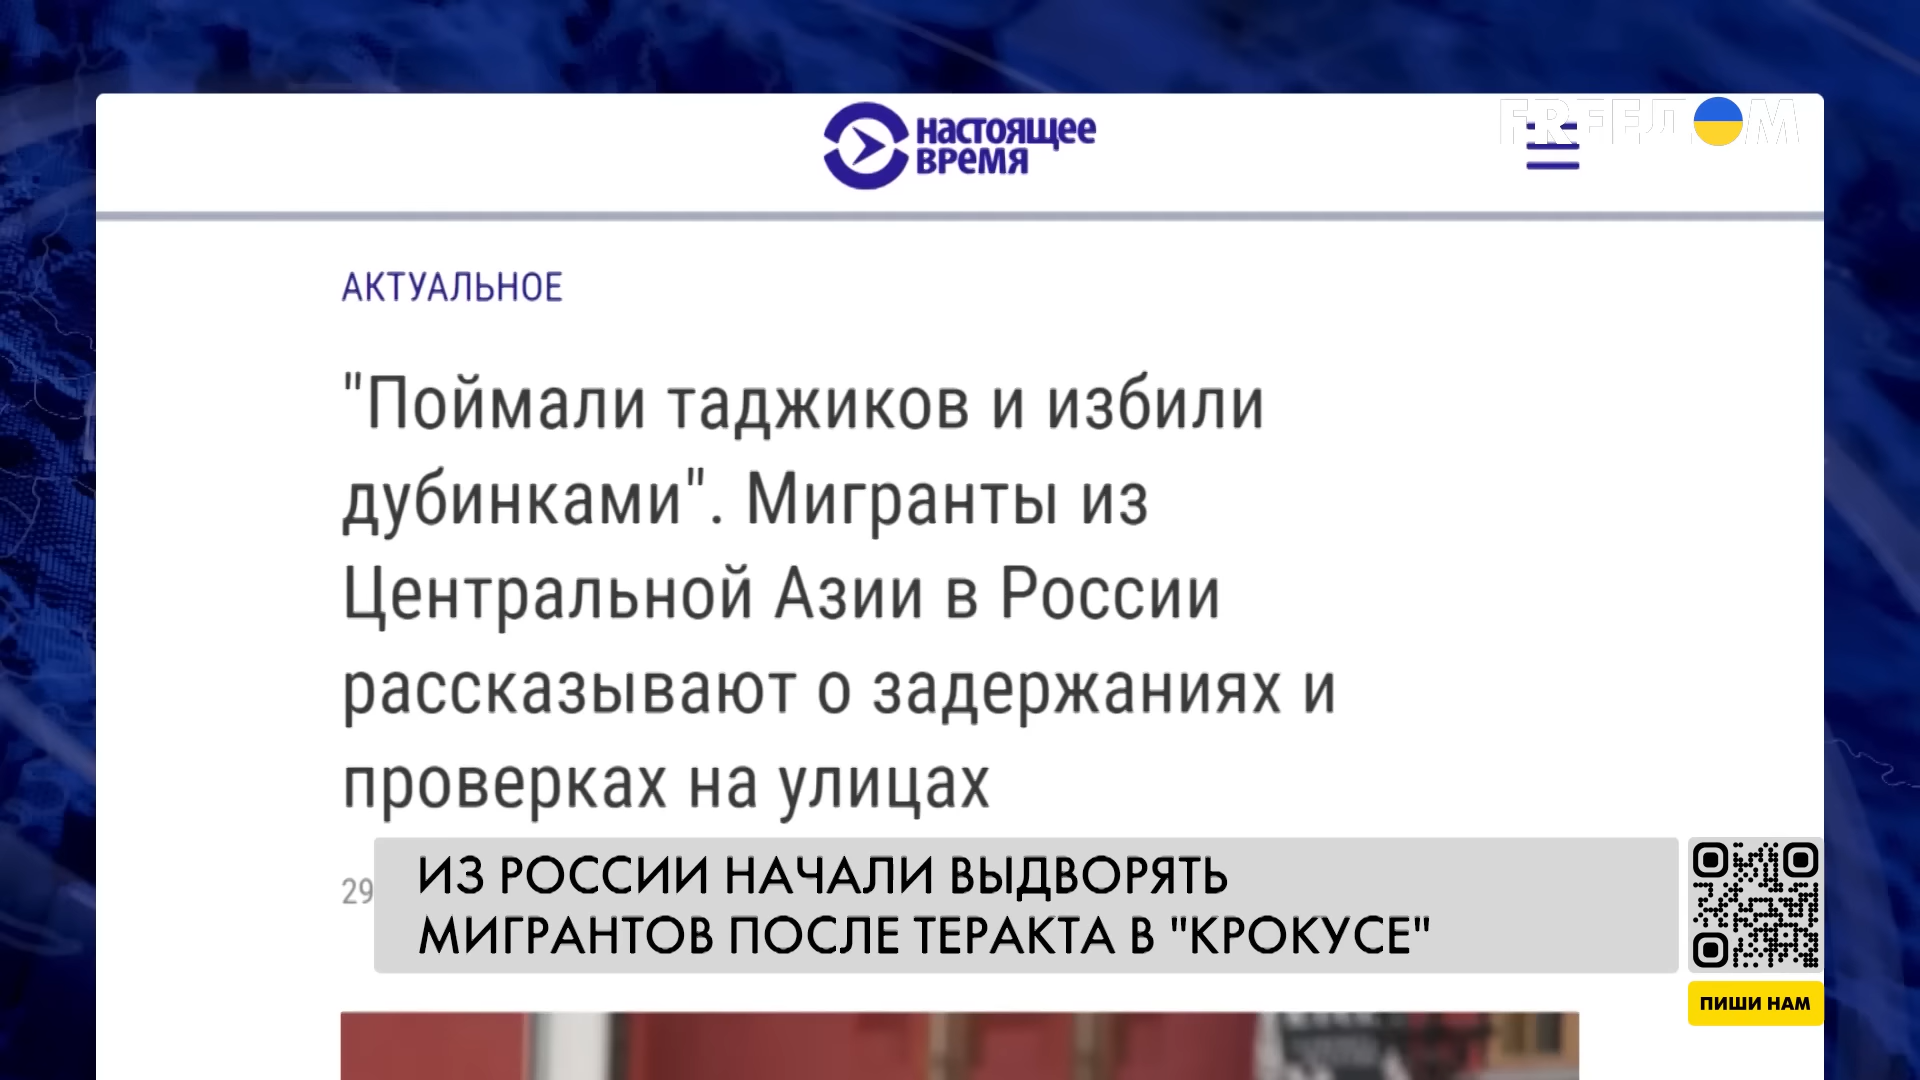 FREEДOM
НАСТОЯЩЕЕ
ВРЕМЯ
АКТУАЛЬНОЕ
"Поймали таджиков и избили
дубинками". Мигранты из
Центральной Азии в России
рассказывают о задержаниях и
проверках на улицах
29
ИЗ РОССИИ НАЧАЛИ ВЫДВОРЯТЬ
МИГРАНТОВ ПОСЛЕ ТЕРАКТА В "КРОКУСЕ"
ПИШИ НАМ